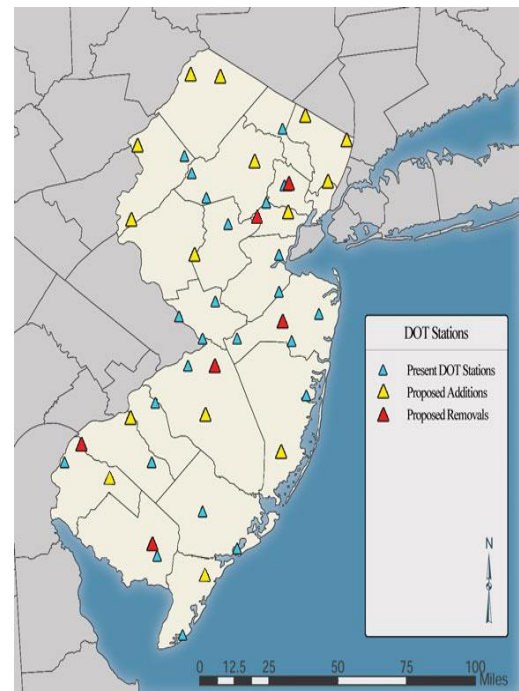 DOT Stations
Present DOT Stations
Proposed Additions
Proposed Removals
N
0 12.5 25 50 75 100
Miles